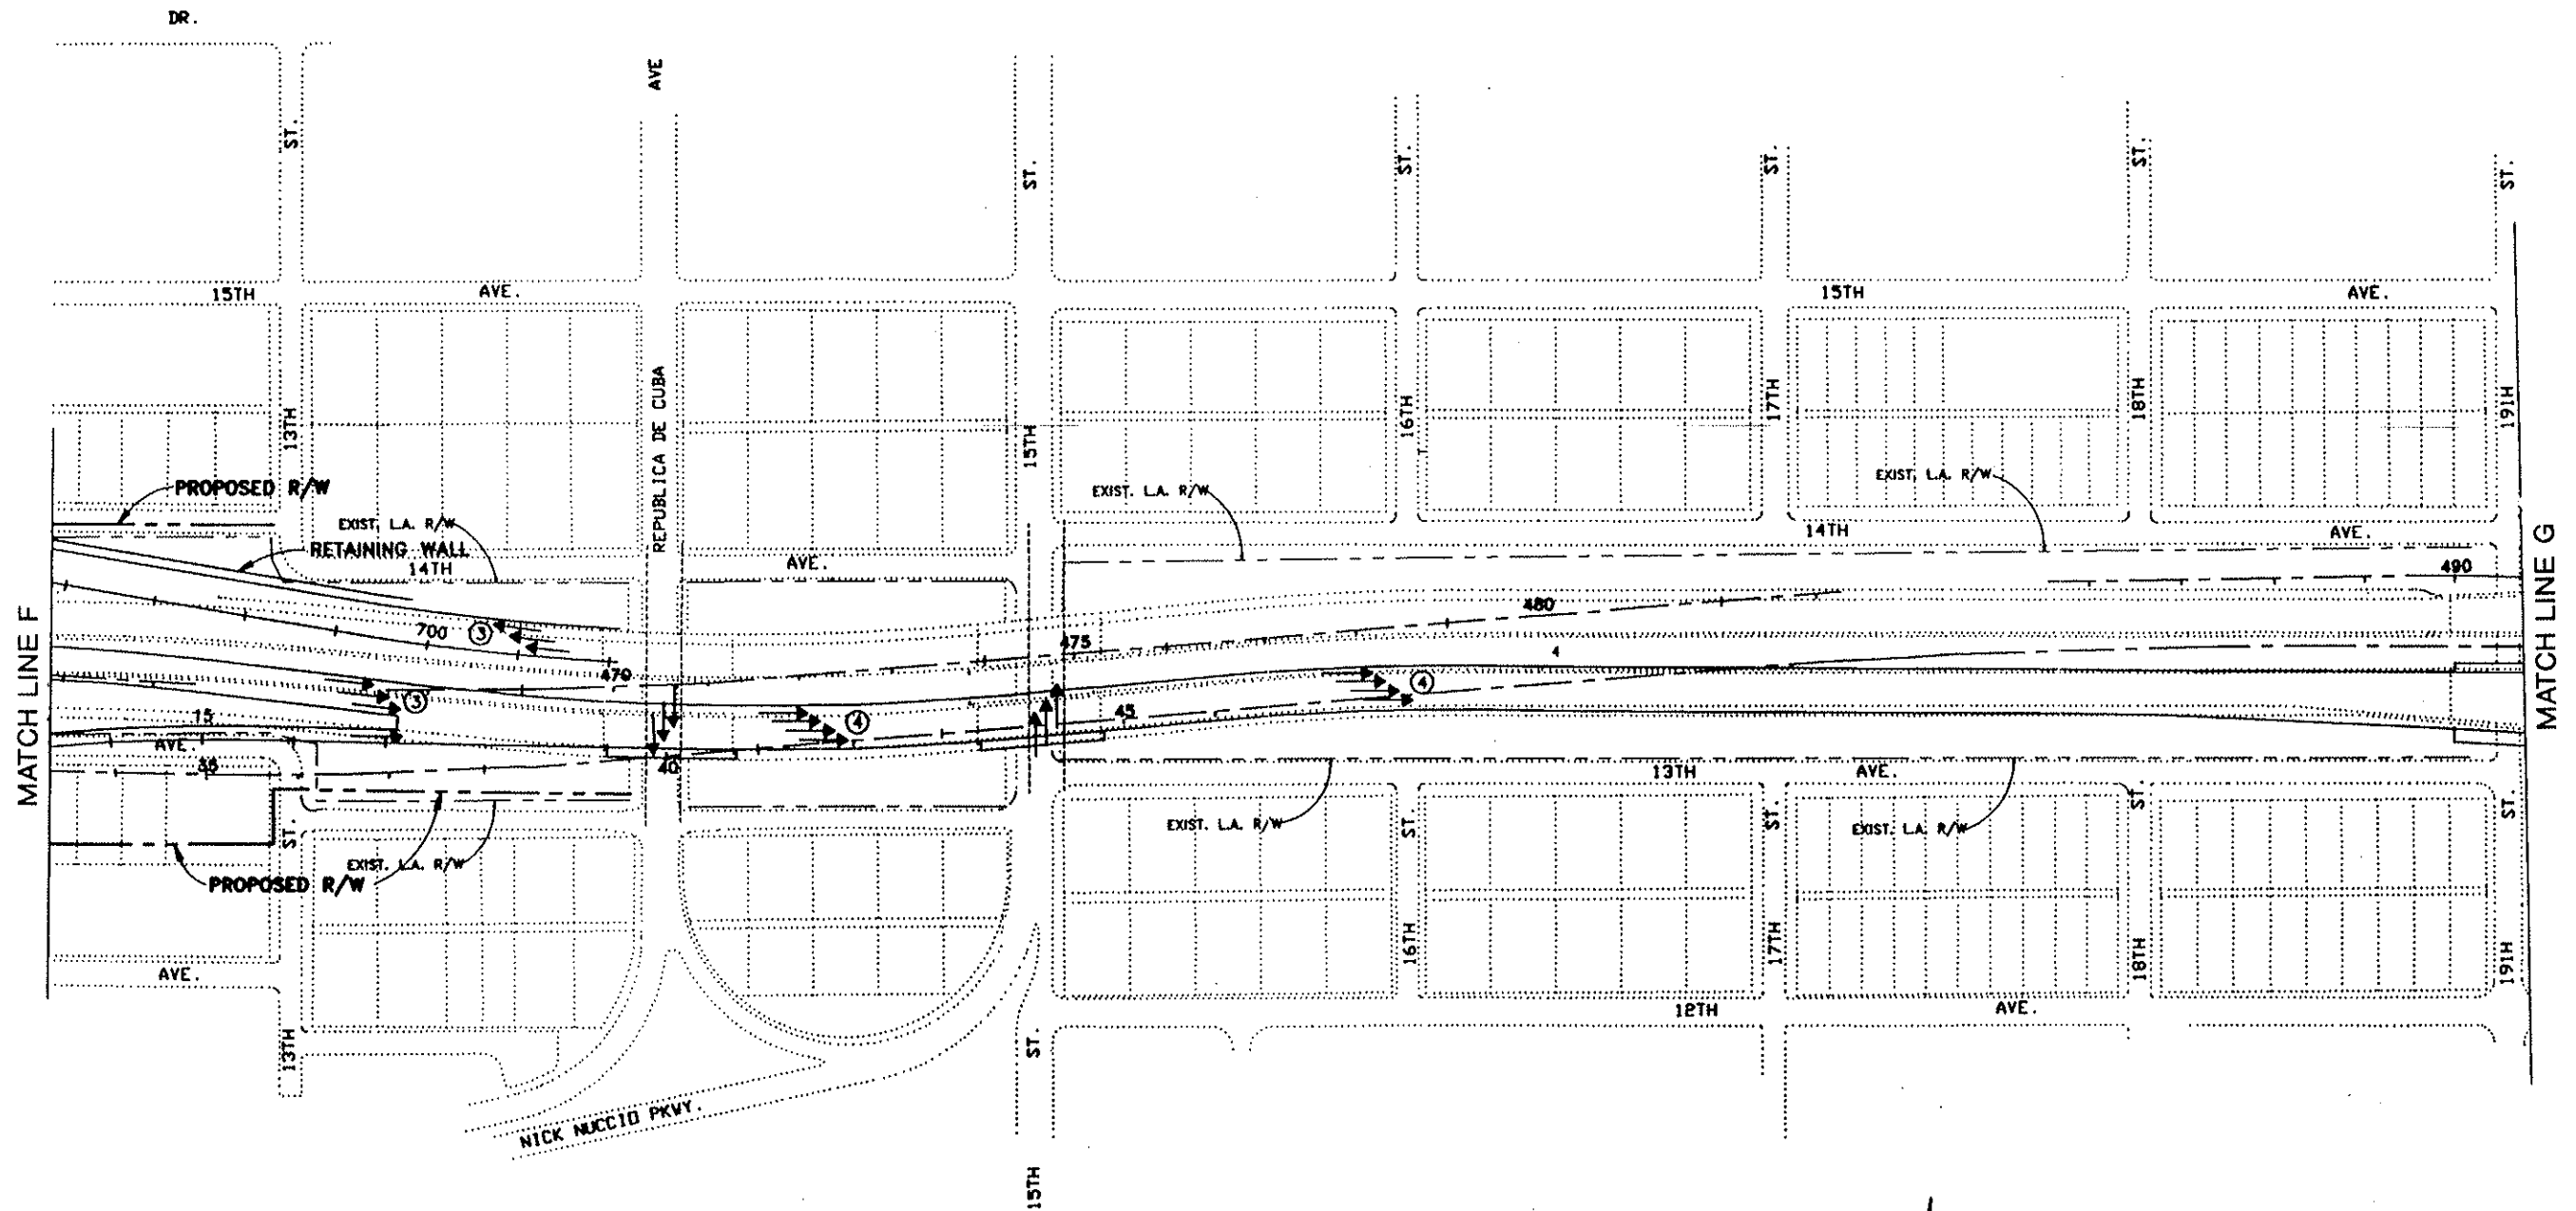 DR.
AVE
ST.
ST.
ST.
ST.
ST.
ST.
15TH
AVE.
15TH
AVE.
13TH
REPUBLICA DE CUBA
15TH
16TH
17TH
18TH
19TH
PROPOSED R/W
EXIST. L.A. R/W
RETAINING WALL
14TH
AVE.
EXIST. L.A. R/W
EXIST. L.A. R/W
14TH
AVE.
MATCH LINE F
MATCH LINE G
700
3
470
475
480
490
4
3
4
4
15
45
AVE.
35
40
13TH
AVE.
ST.
EXIST. L.A. R/W
PROPOSED R/W
EXIST. L.A. R/W
EXIST. L.A. R/W
ST.
ST.
ST.
ST.
AVE.
16TH
17TH
18TH
19TH
12TH
AVE.
13TH
ST.
NICK NUCCIO PKWY.
15TH